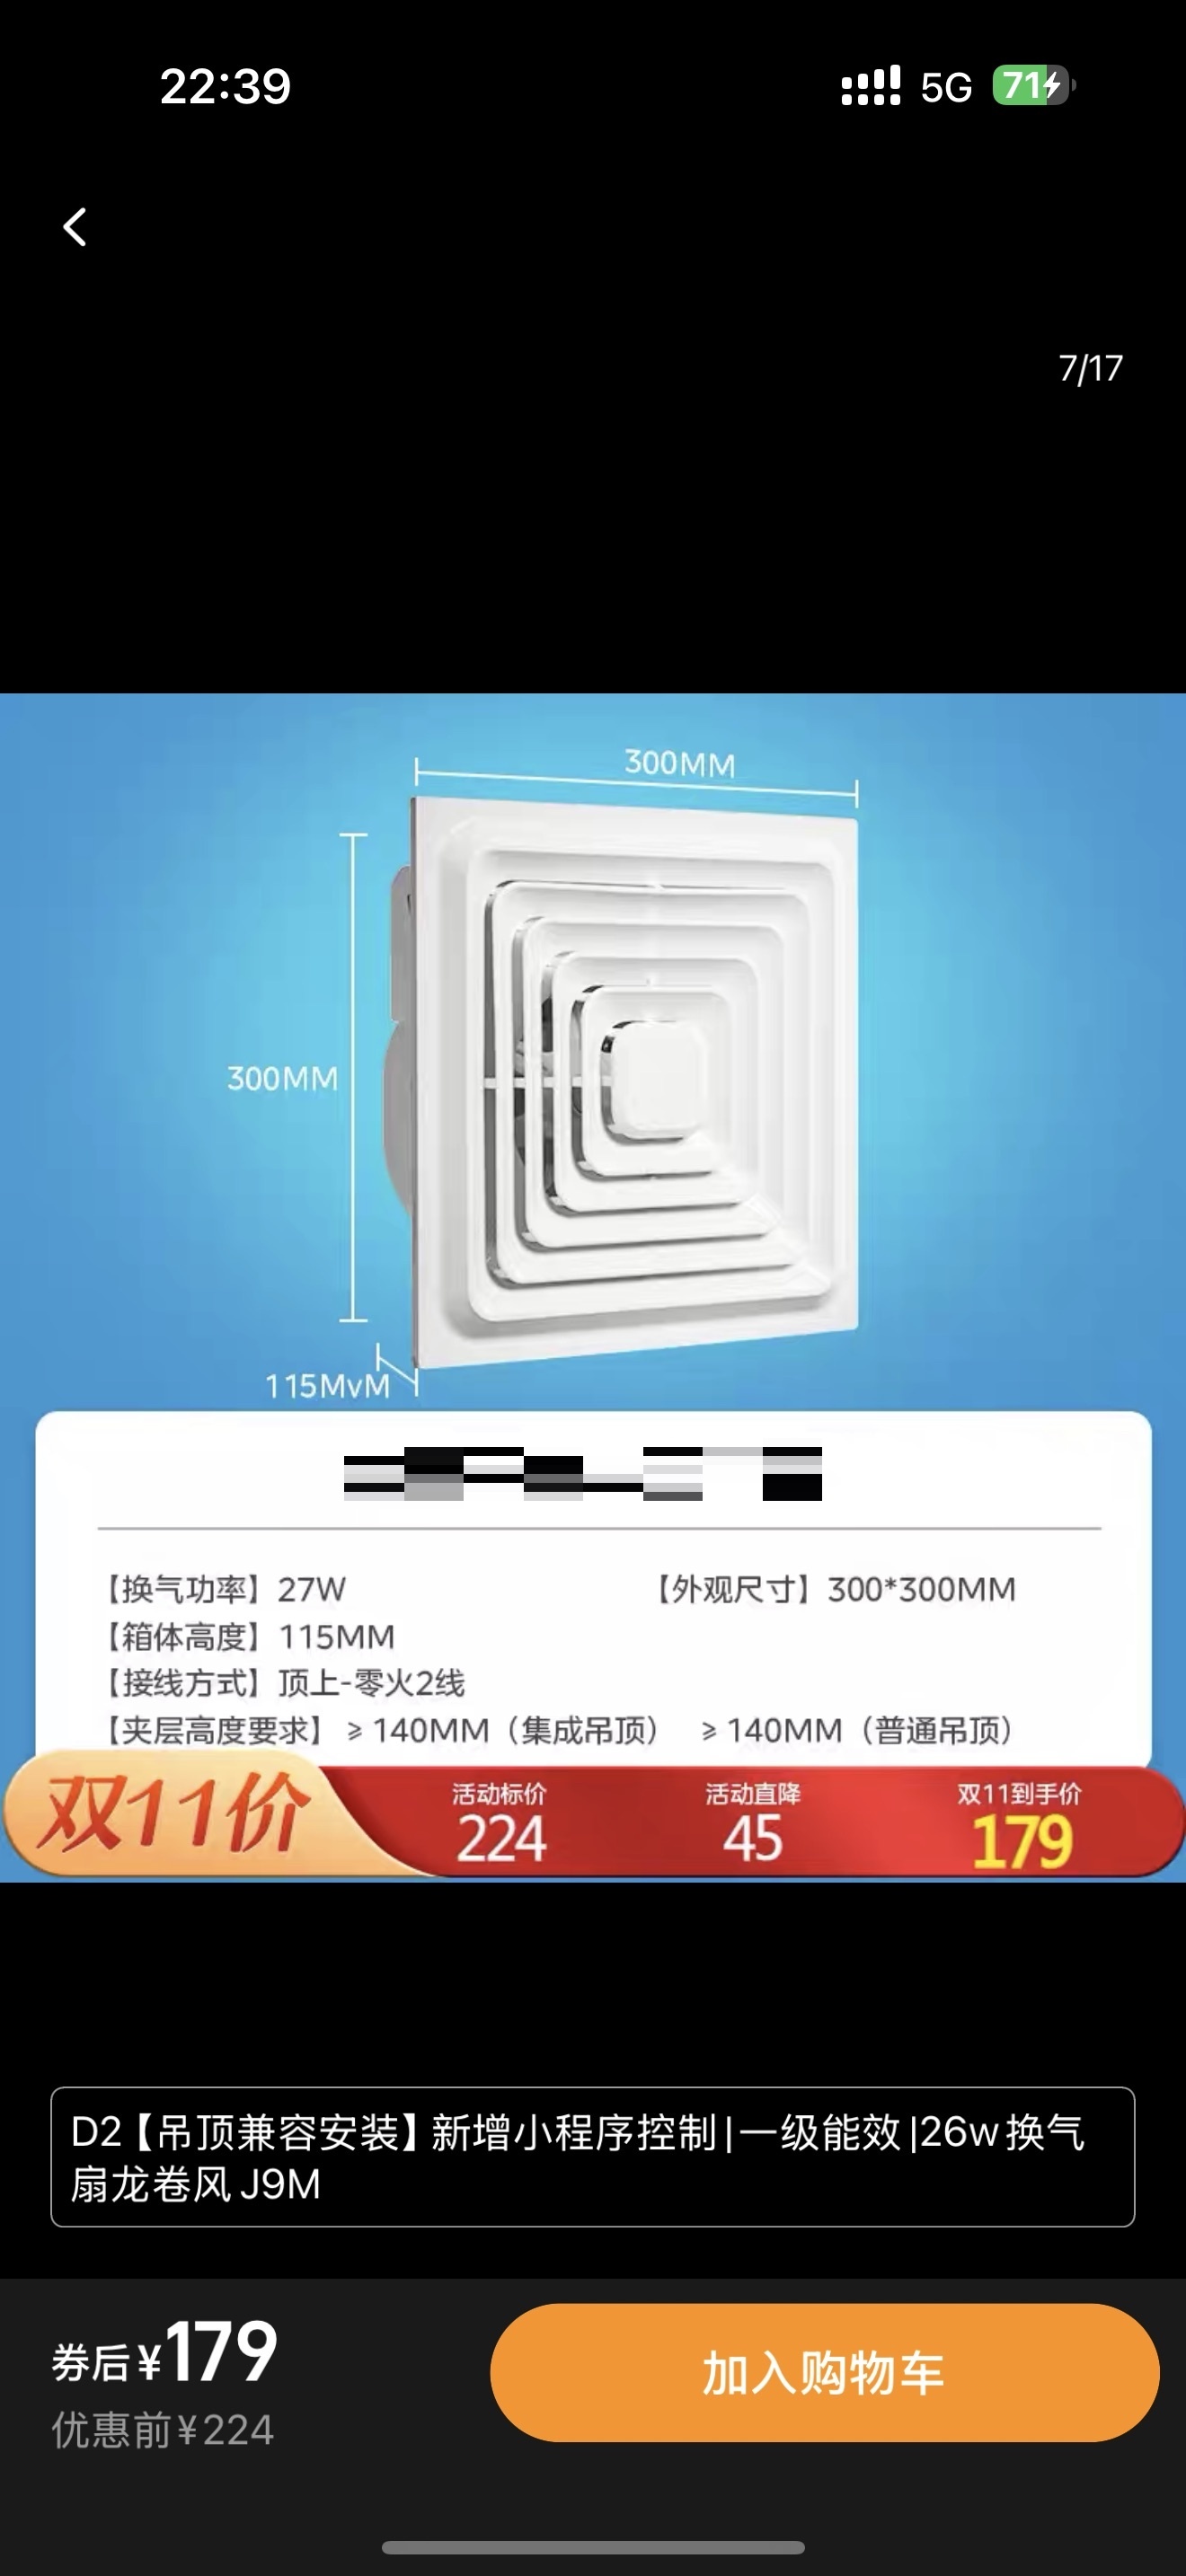 22:39
5G
71
7/17
300MM
300MM
115MvM
【换气功率】27W 【外观尺寸】300*300MM
【箱体高度】115MM
【接线方式】顶上-零火2线
【夹层高度要求】≥140MM（集成吊顶） ≥140MM（普通吊顶）
双11价
活动标价 活动直降 双11到手价
224 45 179
D2【吊顶兼容安装】新增小程序控制|一级能效|26w换气
扇龙卷风J9M
券后¥179
加入购物车
优惠前¥224